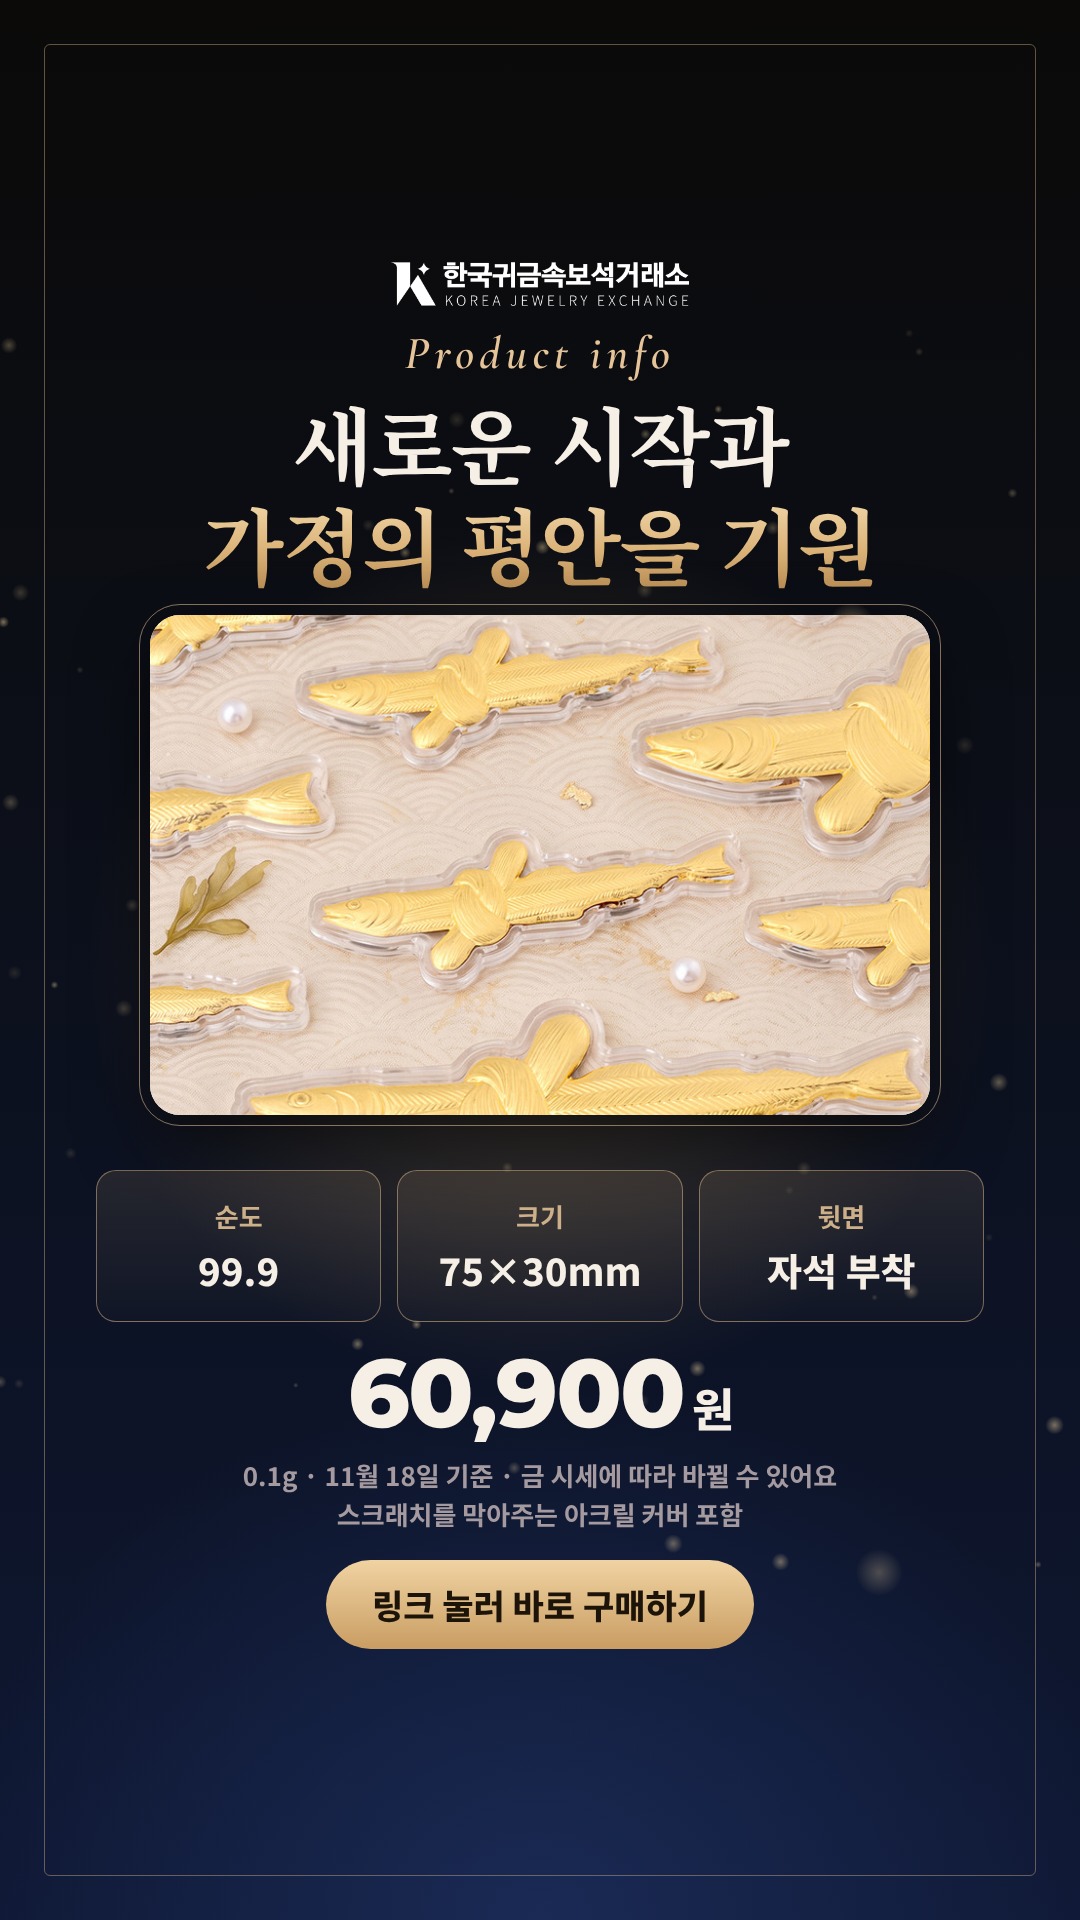 한국귀금속보석거래소
KOREA JEWELRY EXCHANGE
Product info
새로운 시작과
가정의 평안을 기원
순도
99.9
크기
75×30mm
뒷면
자석 부착
60,900원
0.1g · 11월 18일 기준 · 금 시세에 따라 바뀔 수 있어요
스크래치를 막아주는 아크릴 커버 포함
링크 눌러 바로 구매하기